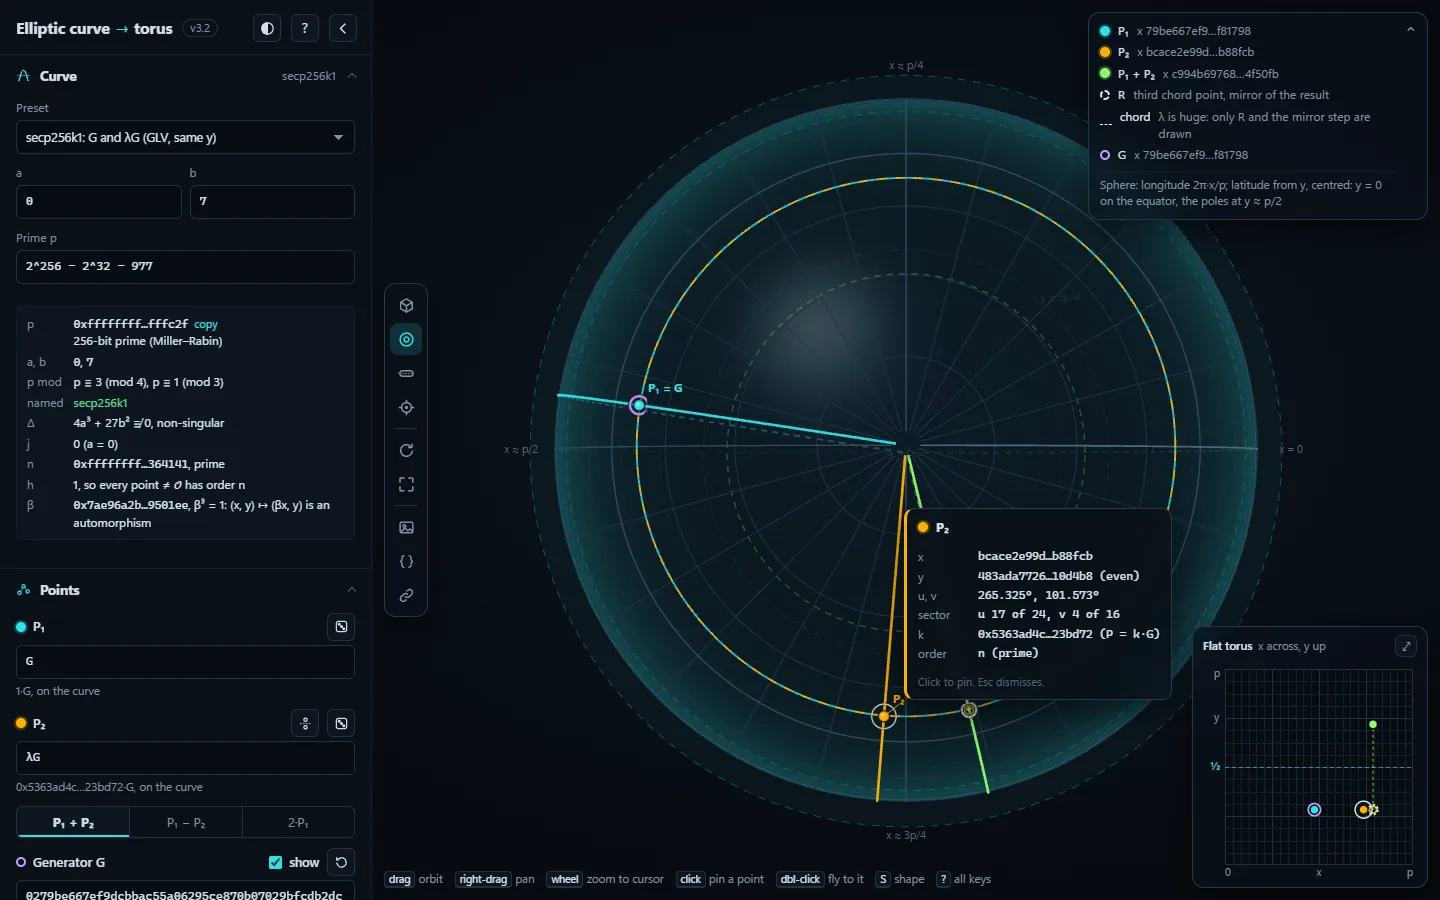 Elliptic curve → torus v3.2
?
Curve secp256k1
Preset
secp256k1: G and λG (GLV, same y)
a b
0 7
Prime p
2^256 − 2^32 − 977
p 0xffffffff…fffc2f copy
256-bit prime (Miller–Rabin)
a, b 0, 7
p mod p ≡ 3 (mod 4), p ≡ 1 (mod 3)
named secp256k1
Δ 4a³ + 27b² ≢ 0, non-singular
j 0 (a = 0)
n 0xffffffff…364141, prime
h 1, so every point ≠ 𝒪 has order n
β 0x7ae96a2b…9501ee, β³ = 1: (x, y) ↦ (βx, y) is an
automorphism
Points
P₁
G
1·G, on the curve
P₂
λG
0x5363ad4c…23bd72·G, on the curve
P₁ + P₂ P₁ − P₂ 2·P₁
Generator G show
0279be667ef9dcbbac55a06295ce870b07029bfcdb2dc
x ≈ p/4
x ≈ p/2
x = 0
x ≈ 3p/4
P₁ = G
P₂
P₁ x 79be667ef9…f81798
P₂ x bcace2e99d…b88fcb
P₁ + P₂ x c994b69768…4f50fb
R third chord point, mirror of the result
chord λ is huge: only R and the mirror step are
drawn
G x 79be667ef9…f81798
Sphere: longitude 2π·x/p; latitude from y, centred: y = 0
on the equator, the poles at y ≈ p/2
P₂
x bcace2e99d…b88fcb
y 483ada7726…10d4b8 (even)
u, v 265.325°, 101.573°
sector u 17 of 24, v 4 of 16
k 0x5363ad4c…23bd72 (P = k·G)
order n (prime)
Click to pin. Esc dismisses.
Flat torus x across, y up
p
y
½
0 x p
drag orbit right-drag pan wheel zoom to cursor click pin a point dbl-click fly to it S shape ? all keys